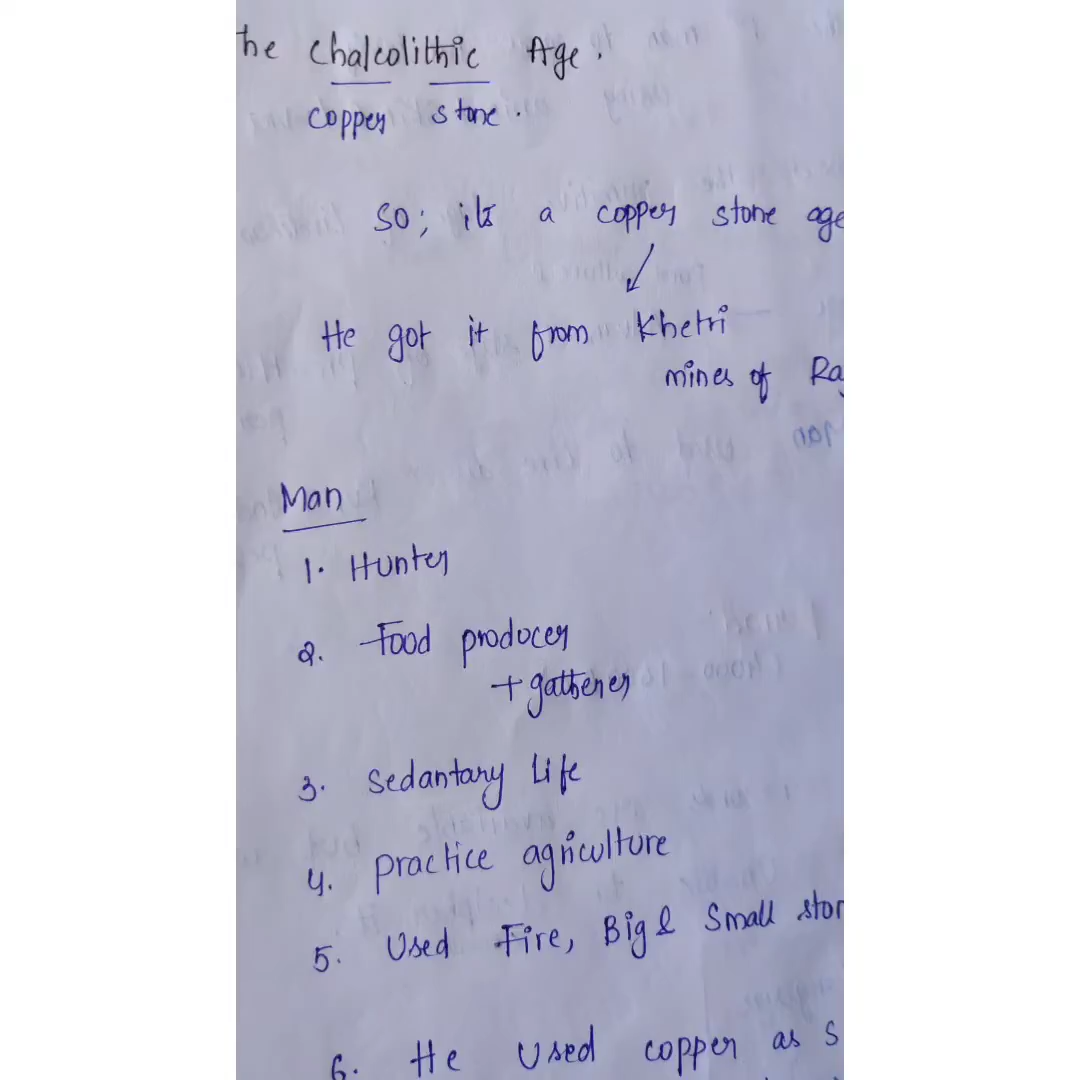 he Chalcolithic Age.
copper stone.
So; its a copper stone age
He got it from Khetri
mines of Raj
Man
1. Hunter
2. Food producer
+ gatherer
3. Sedantary Life
4. practice agriculture
5. Used Fire, Big & Small ston
6. He Used copper as s